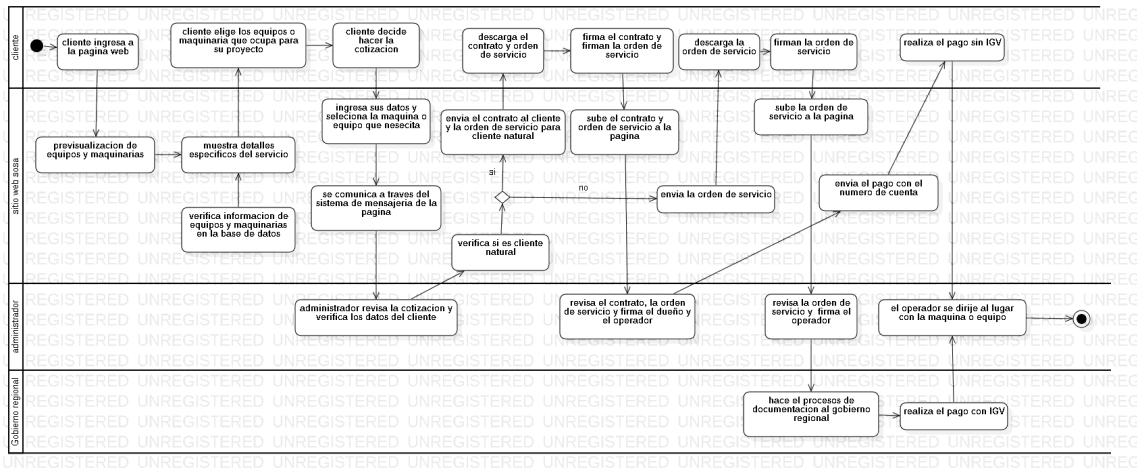 cliente
cliente ingresa a
la pagina web
cliente elige los equipos o
maquinaria que ocupa para
su proyecto
cliente decide
hacer la
cotizacion
descarga el
contrato y orden
de servicio
firma el contrato y
firman la orden de
servicio
descarga la
orden de servicio
firman la orden de
servicio
realiza el pago sin IGV
sitio web sosa
previsualizacion de
equipos y maquinarias
muestra detalles
especificos del servicio
verifica informacion de
equipos y maquinarias
en la base de datos
ingresa sus datos y
seleciona la maquina o
equipo que nesecita
se comunica a traves del
sistema de mensajeria de la
pagina
envia el contrato al cliente
y la orden de servicio para
cliente natural
si
no
verifica si es cliente
natural
sube el contrato y
orden de servicio a la
pagina
envia la orden de servicio
sube la orden de
servicio a la pagina
envia el pago con el
numero de cuenta
administrador
administrador revisa la cotizacion y
verifica los datos del cliente
revisa el contrato, la orden
de servicio y firma el dueño y
el operador
revisa la orden de
servicio y firma el
operador
el operador se dirije al lugar
con la maquina o equipo
Gobierno regional
hace el procesos de
documentacion al gobierno
regional
realiza el pago con IGV
UNREGISTERED